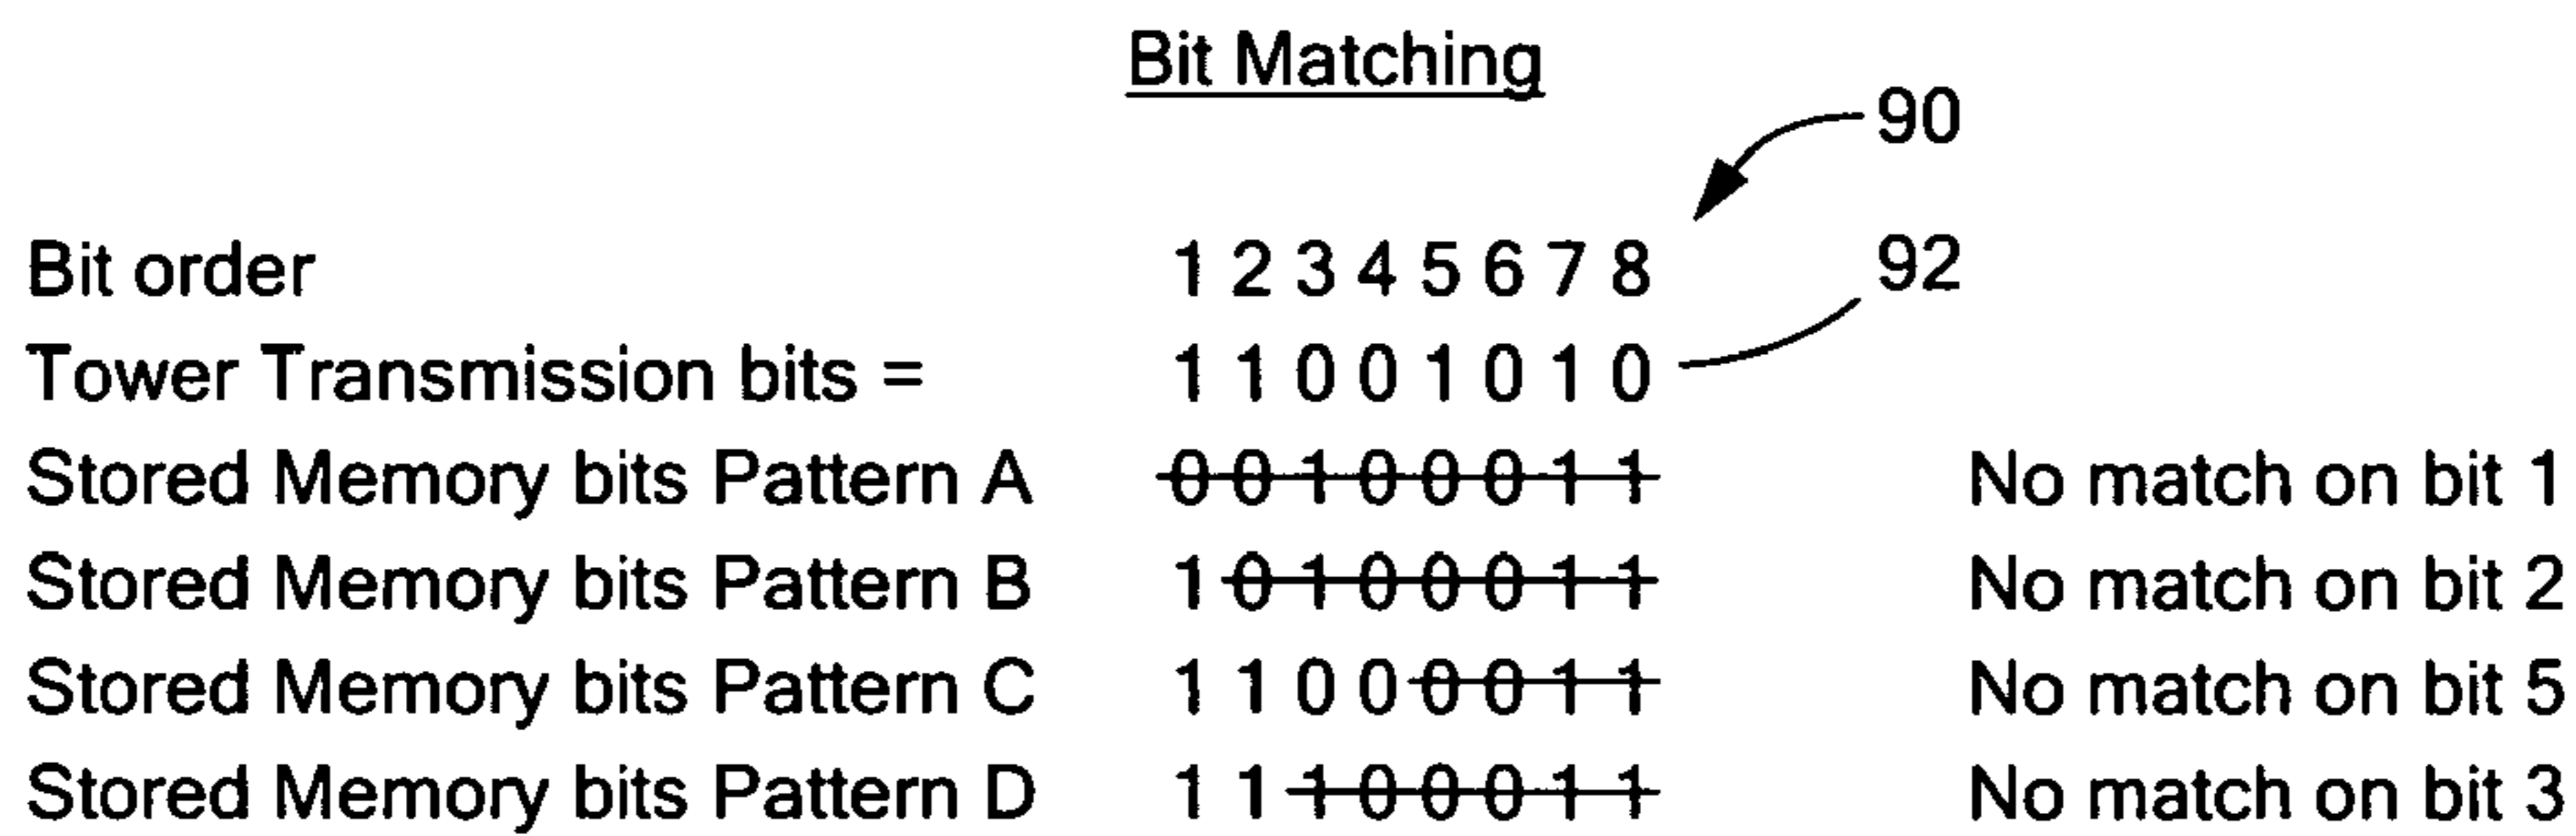 Bit Matching
90
Bit order 1 2 3 4 5 6 7 8 92
Tower Transmission bits = 1 1 0 0 1 0 1 0
Stored Memory bits Pattern A 0 0 1 0 0 0 1 1 No match on bit 1
Stored Memory bits Pattern B 1 0 1 0 0 0 1 1 No match on bit 2
Stored Memory bits Pattern C 1 1 0 0 0 0 1 1 No match on bit 5
Stored Memory bits Pattern D 1 1 1 0 0 0 1 1 No match on bit 3